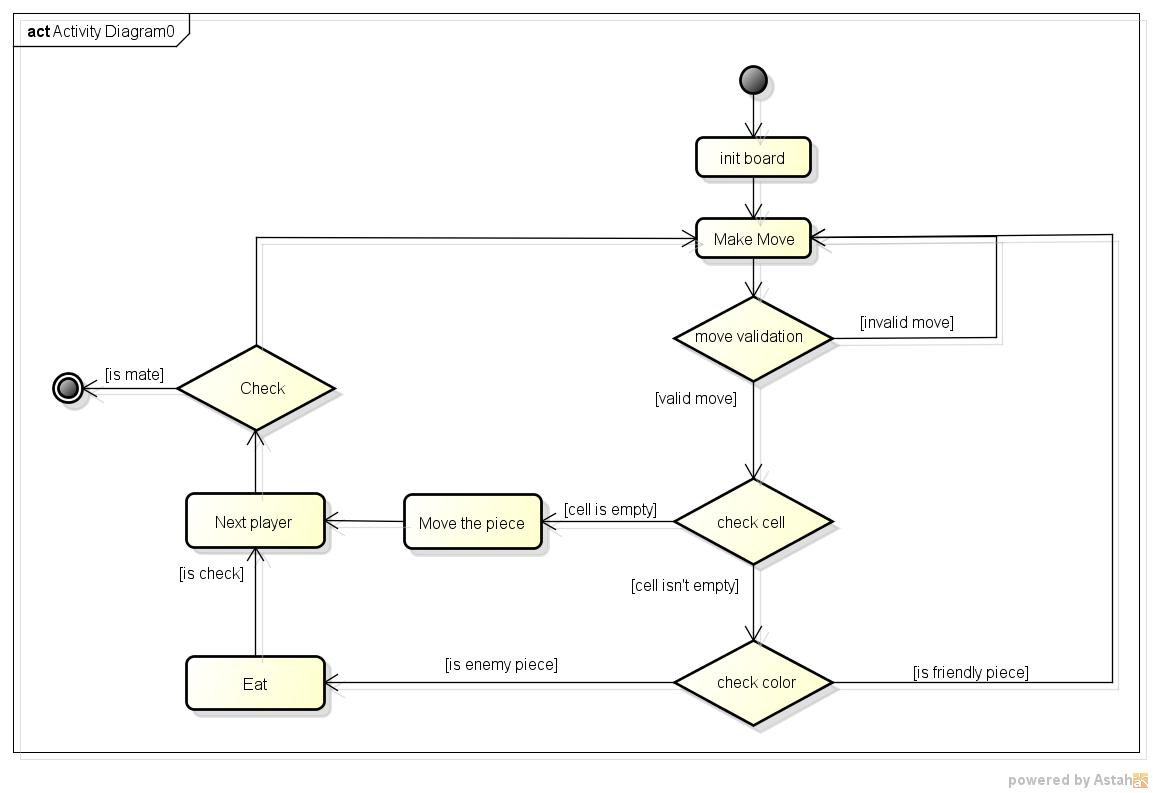 act Activity Diagram0
init board
Make Move
[invalid move]
move validation
[is mate]
Check
[valid move]
[cell is empty]
Next player
Move the piece
check cell
[is check]
[cell isn't empty]
[is enemy piece]
[is friendly piece]
Eat
check color
powered by Astah